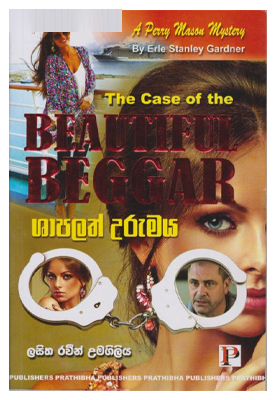 A Perry Mason Mystery
By Erle Stanley Gardner
The Case of the
BEAUTIFUL
BEGGAR
ශාපලත් උරුමය
ලසිත රවීන් උමගිලිය
P
PUBLISHERS PRATHIBHA PUBLISHERS PRATHIBHA PUBLISHERS PRATHIBHA